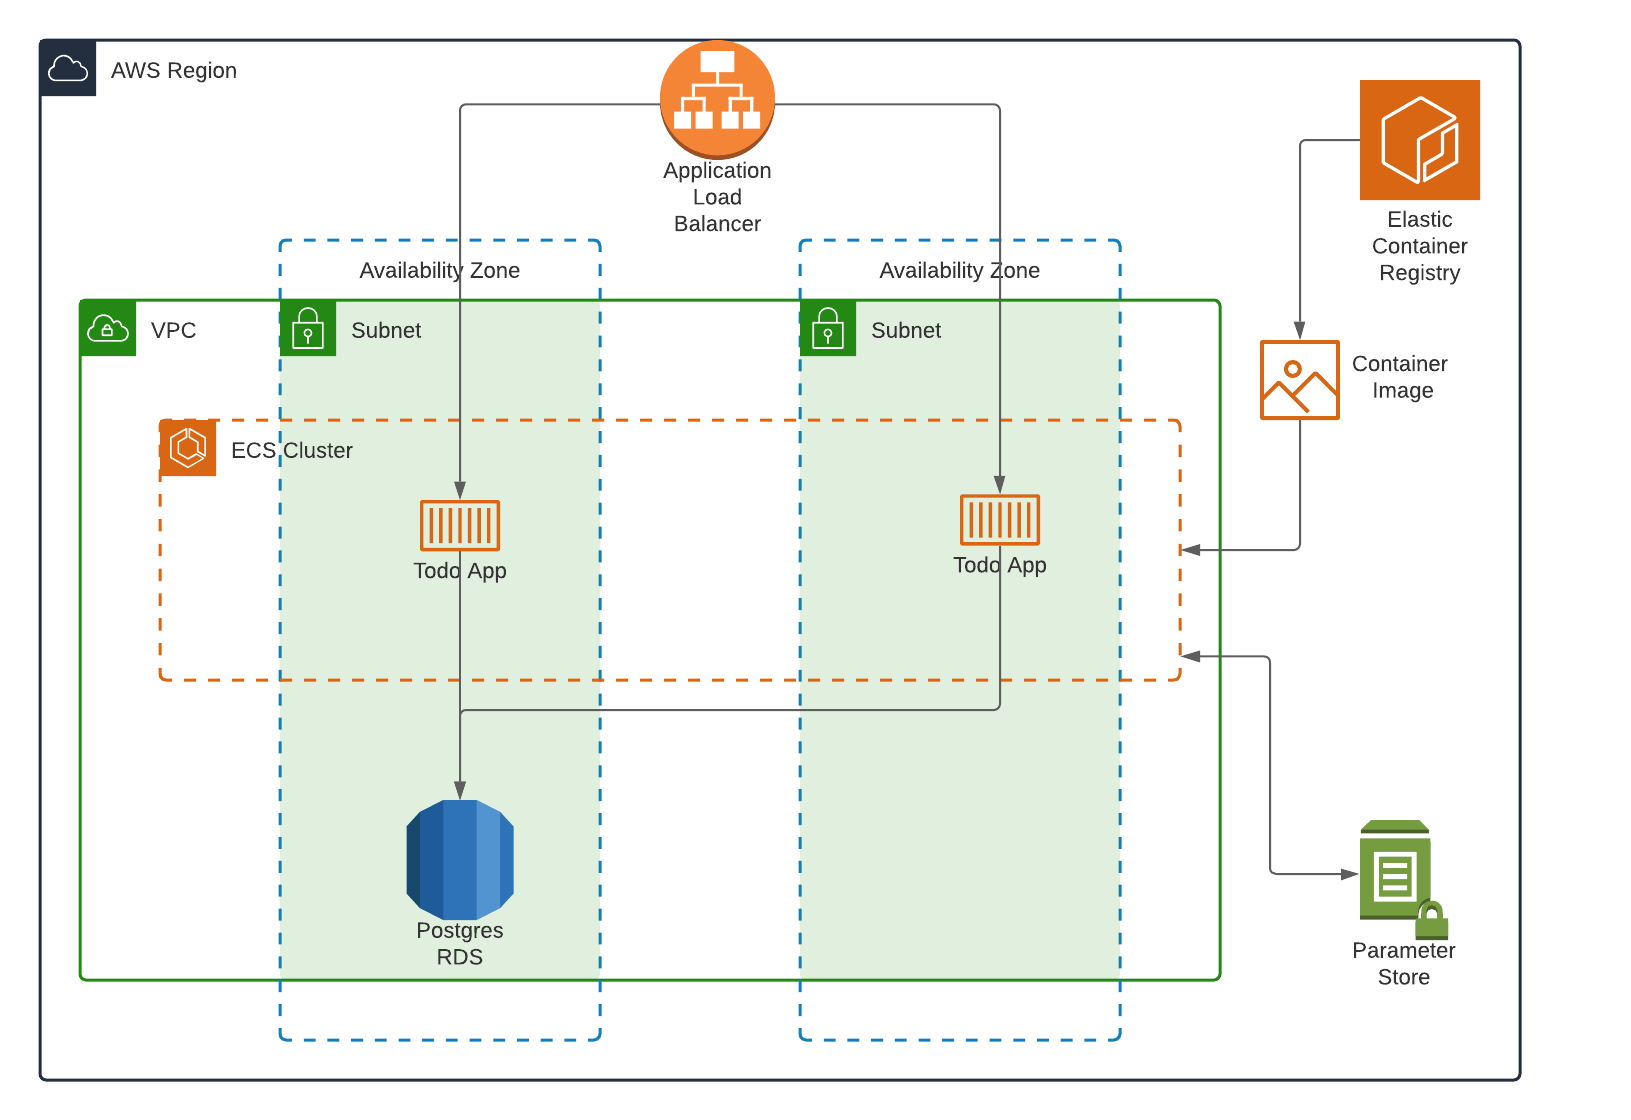 AWS Region
Application
Load
Balancer
Elastic
Container
Registry
Availability Zone
Availability Zone
VPC
Subnet
Subnet
Container
Image
ECS Cluster
Todo App
Todo App
Postgres
RDS
Parameter
Store